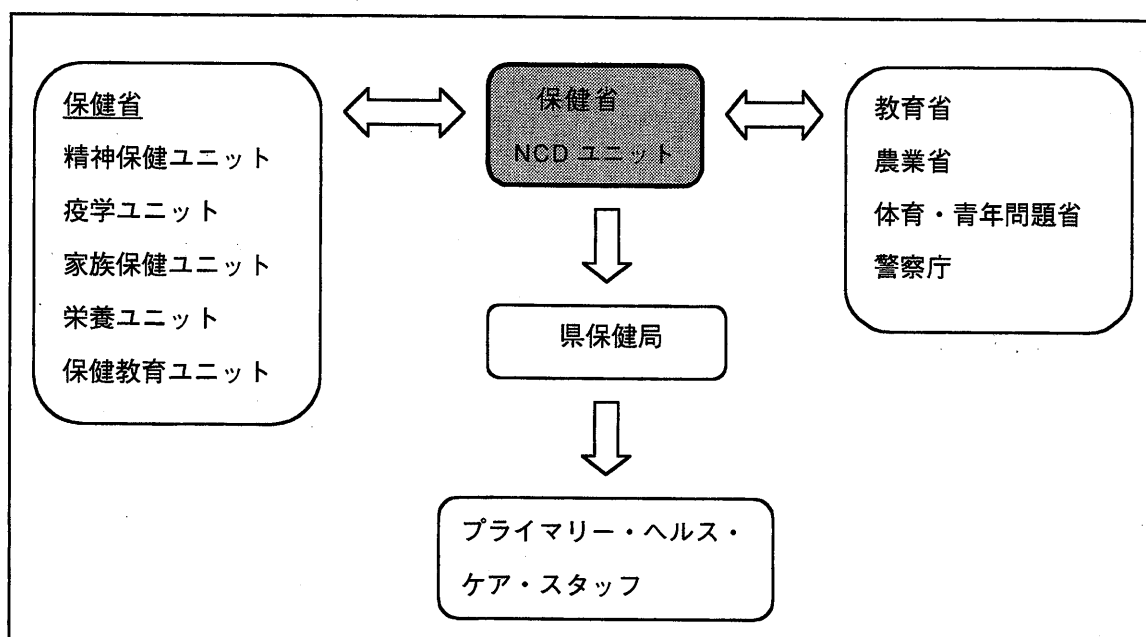 保健省
精神保健ユニット
疫学ユニット
家族保健ユニット
栄養ユニット
保健教育ユニット
保健省
NCD ユニット
教育省
農業省
体育・青年問題省
警察庁
県保健局
プライマリー・ヘルス・
ケア・スタッフ